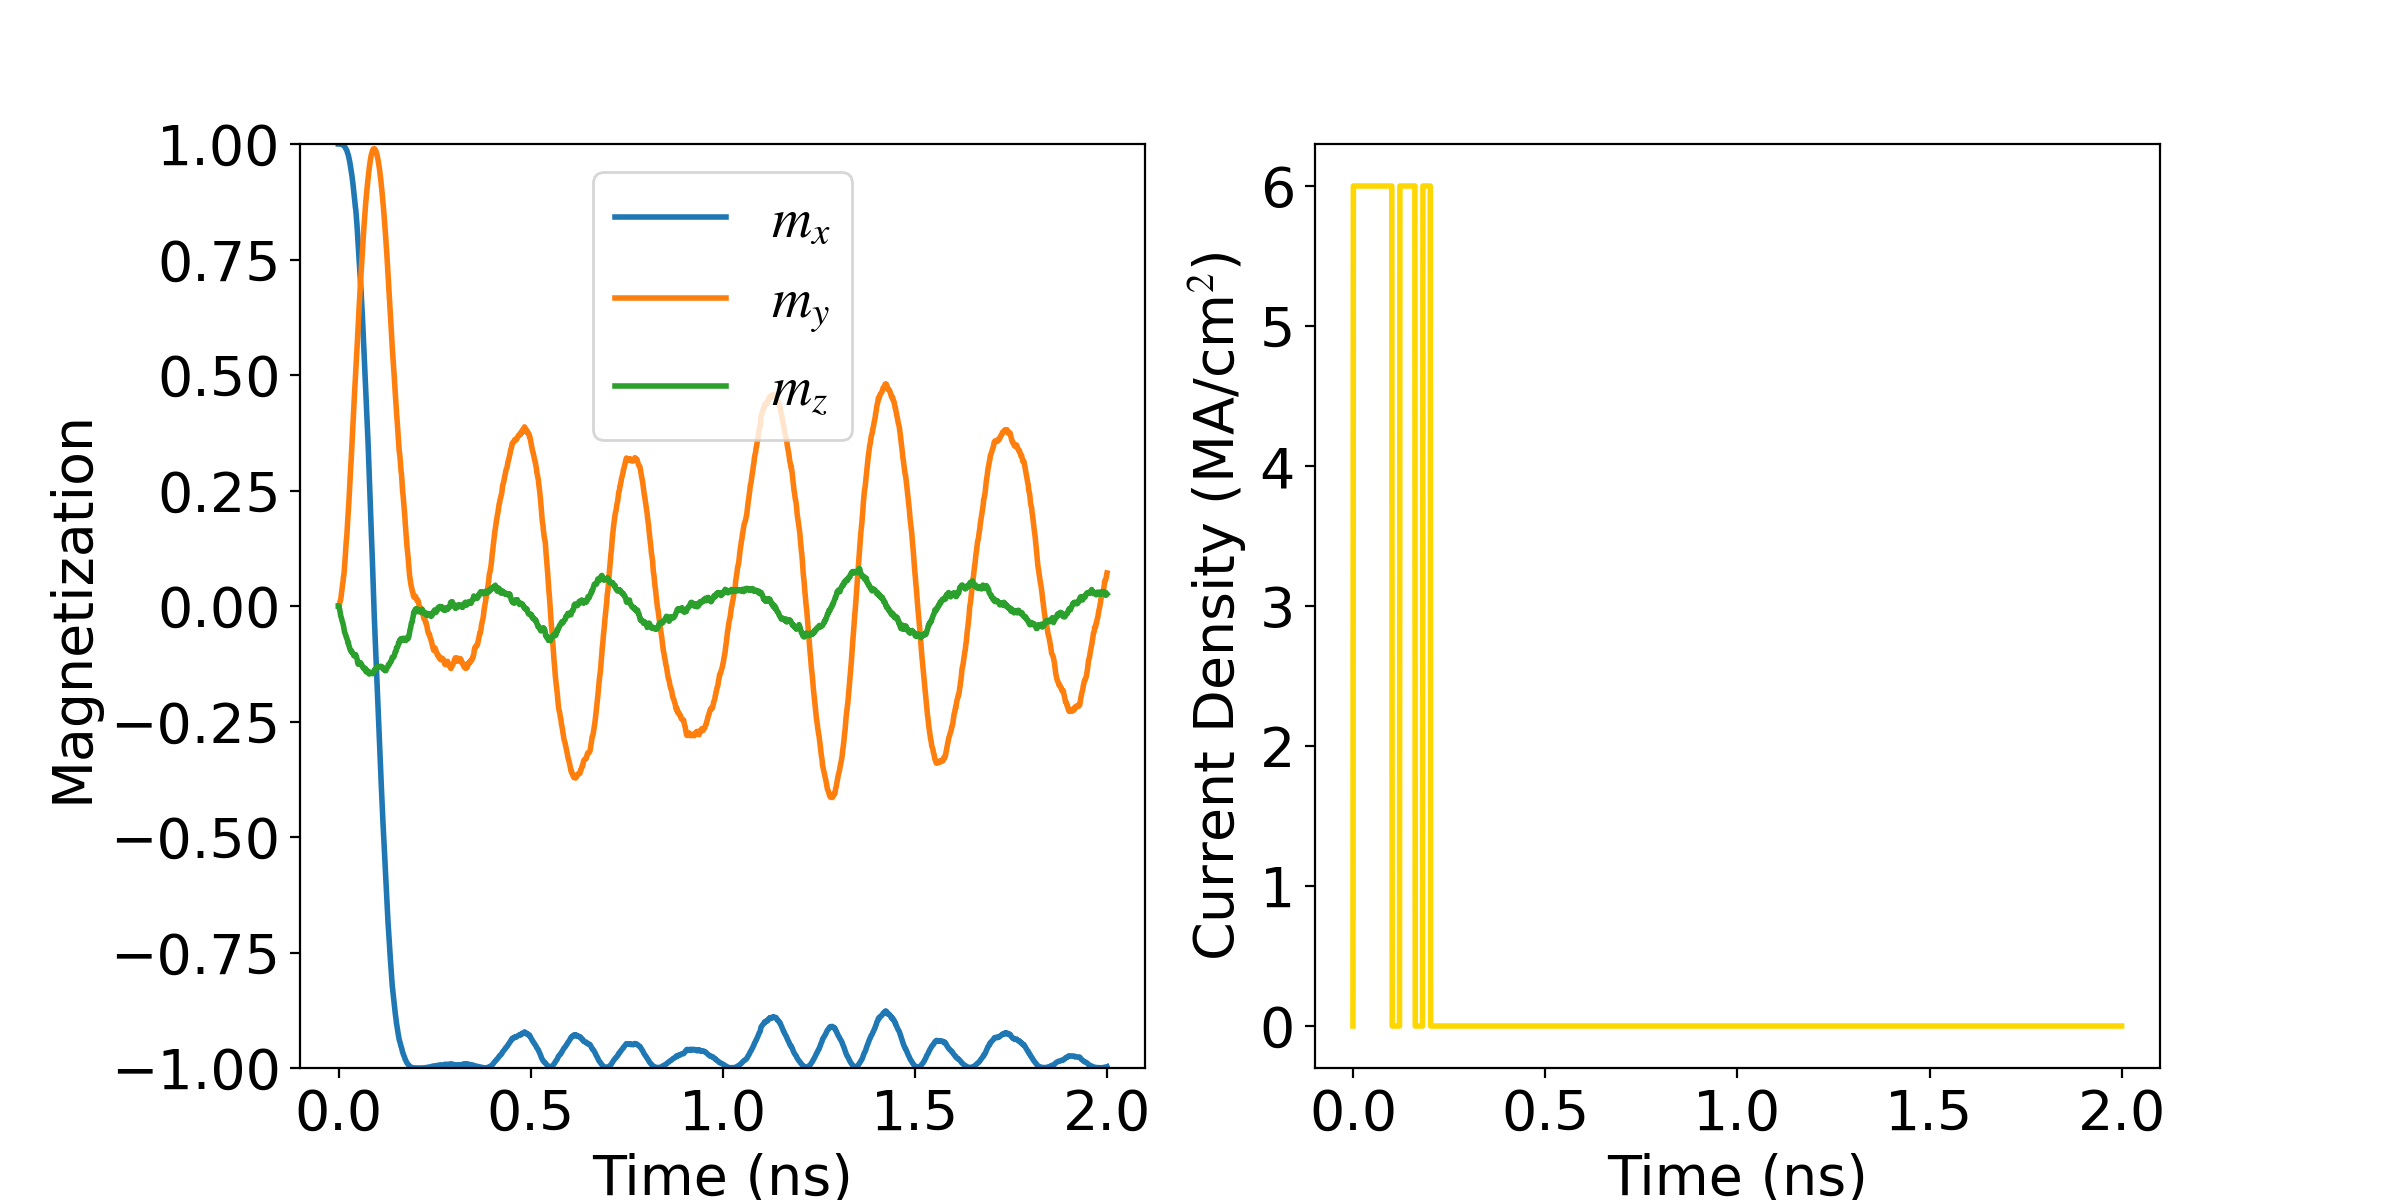 1.00
0.75
0.50
0.25
0.00
−0.25
−0.50
−0.75
−1.00
Magnetization
0.0 0.5 1.0 1.5 2.0
Time (ns)
m_x
m_y
m_z
6
5
4
3
2
1
0
Current Density (MA/cm²)
0.0 0.5 1.0 1.5 2.0
Time (ns)